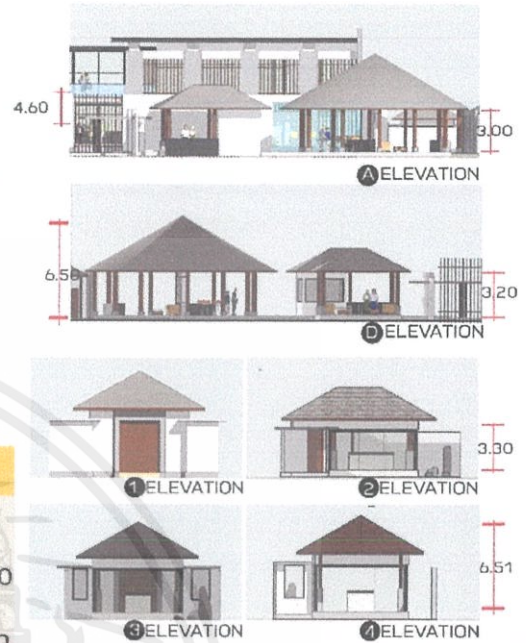 4.60
3.00
A ELEVATION
6.50
3.20
D ELEVATION
1 ELEVATION
2 ELEVATION
3.30
3 ELEVATION
4 ELEVATION
6.51